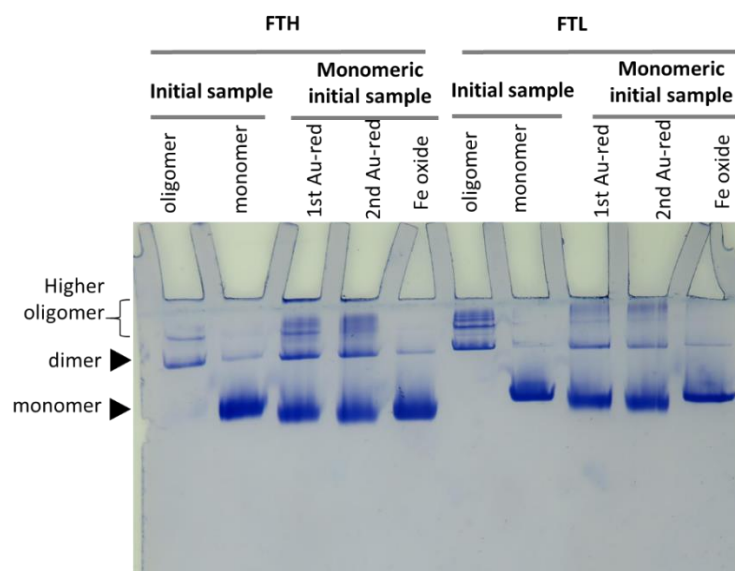 FTH
FTL
Initial sample
Monomeric
initial sample
Initial sample
Monomeric
initial sample
oligomer
monomer
1st Au-red
2nd Au-red
Fe oxide
oligomer
monomer
1st Au-red
2nd Au-red
Fe oxide
Higher
oligomer
dimer
monomer